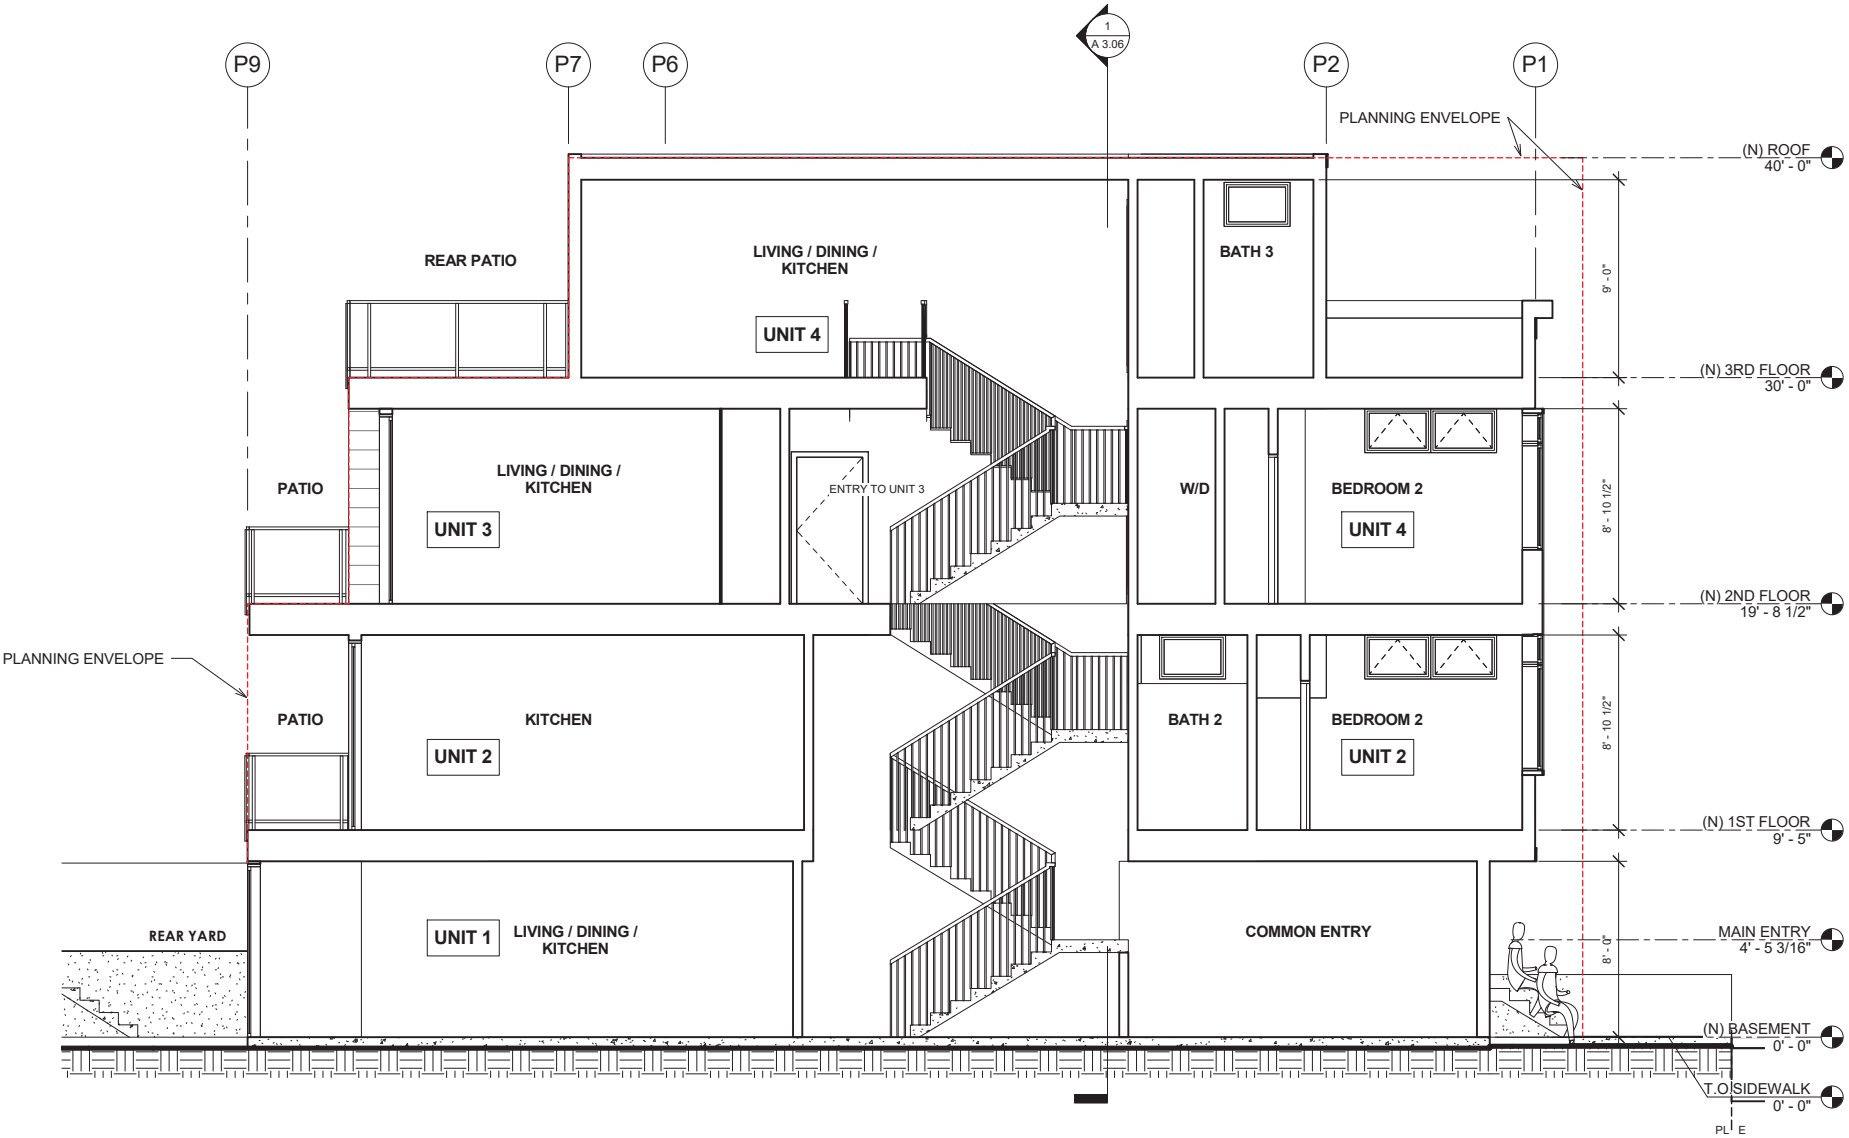 1
A 3.06
P9
P7
P6
P2
P1
PLANNING ENVELOPE
(N) ROOF
40' - 0"
REAR PATIO
LIVING / DINING /
KITCHEN
BATH 3
9' - 0"
UNIT 4
(N) 3RD FLOOR
30' - 0"
PATIO
LIVING / DINING /
KITCHEN
ENTRY TO UNIT 3
W/D
BEDROOM 2
8' - 10 1/2"
UNIT 3
UNIT 4
(N) 2ND FLOOR
19' - 8 1/2"
PLANNING ENVELOPE
PATIO
KITCHEN
BATH 2
BEDROOM 2
8' - 10 1/2"
UNIT 2
UNIT 2
(N) 1ST FLOOR
9' - 5"
REAR YARD
UNIT 1
LIVING / DINING /
KITCHEN
COMMON ENTRY
8' - 0"
MAIN ENTRY
4' - 5 3/16"
(N) BASEMENT
0' - 0"
T.O.SIDEWALK
0' - 0"
PL E